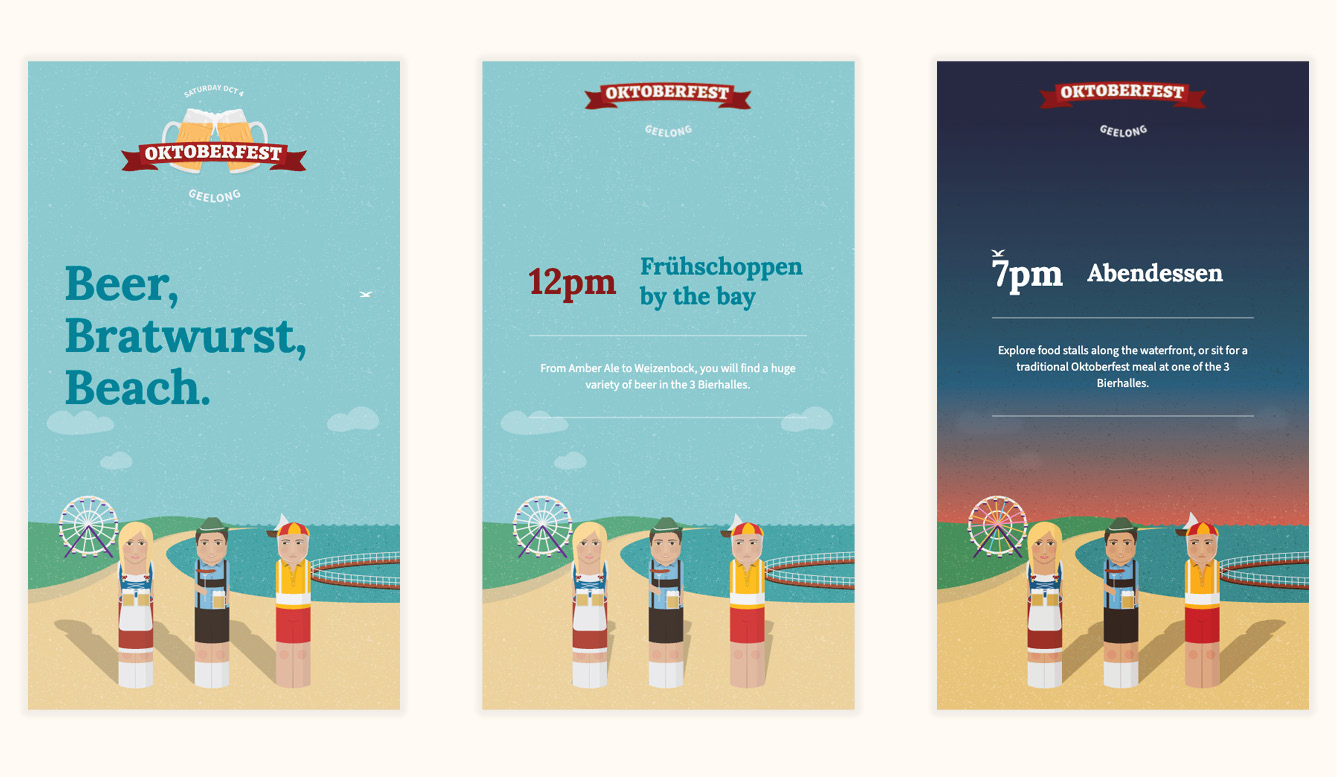 SATURDAY OCT 4
OKTOBERFEST
GEELONG
Beer,
Bratwurst,
Beach.
OKTOBERFEST
GEELONG
12pm
Frühschoppen
by the bay
From Amber Ale to Weizenbock, you will find a huge
variety of beer in the 3 Bierhalles.
OKTOBERFEST
GEELONG
7pm
Abendessen
Explore food stalls along the waterfront, or sit for a
traditional Oktoberfest meal at one of the 3
Bierhalles.